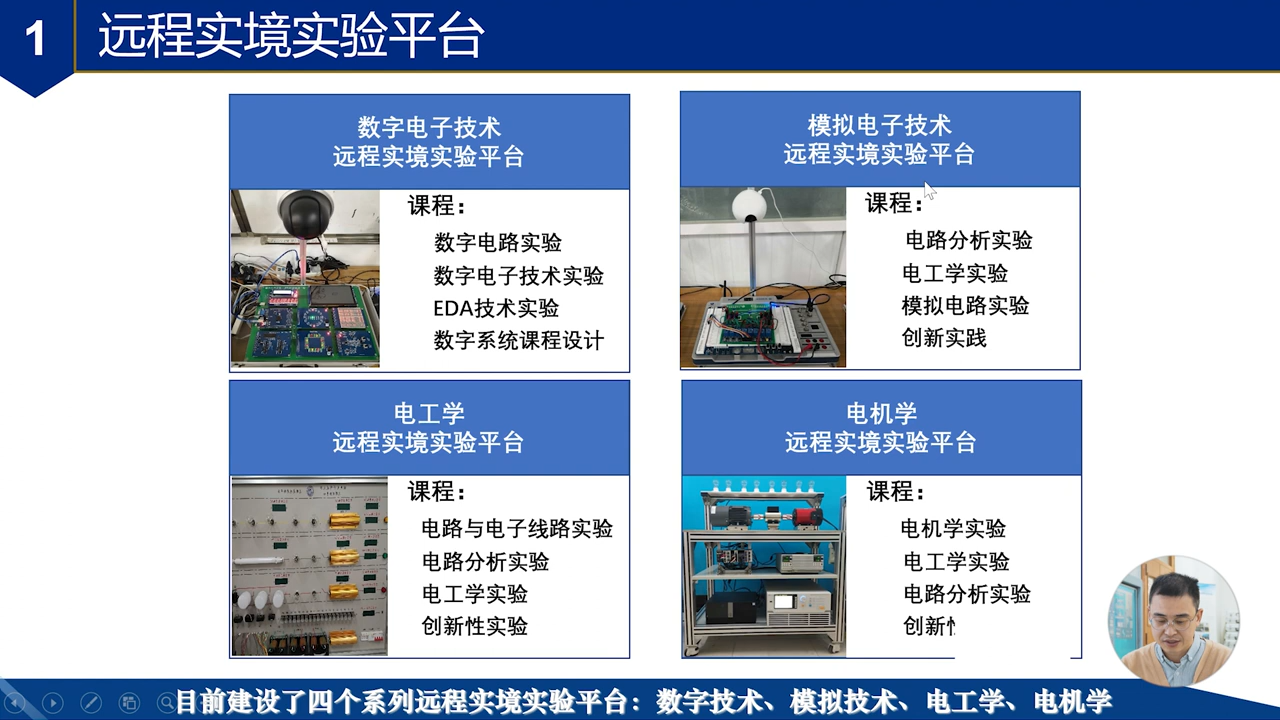 1
远程实境实验平台
数字电子技术
远程实境实验平台
课程：
数字电路实验
数字电子技术实验
EDA技术实验
数字系统课程设计
模拟电子技术
远程实境实验平台
课程：
电路分析实验
电工学实验
模拟电路实验
创新实践
电工学
远程实境实验平台
课程：
电路与电子线路实验
电路分析实验
电工学实验
创新性实验
电机学
远程实境实验平台
课程：
电机学实验
电工学实验
电路分析实验
创新
目前建设了四个系列远程实境实验平台：数字技术、模拟技术、电工学、电机学